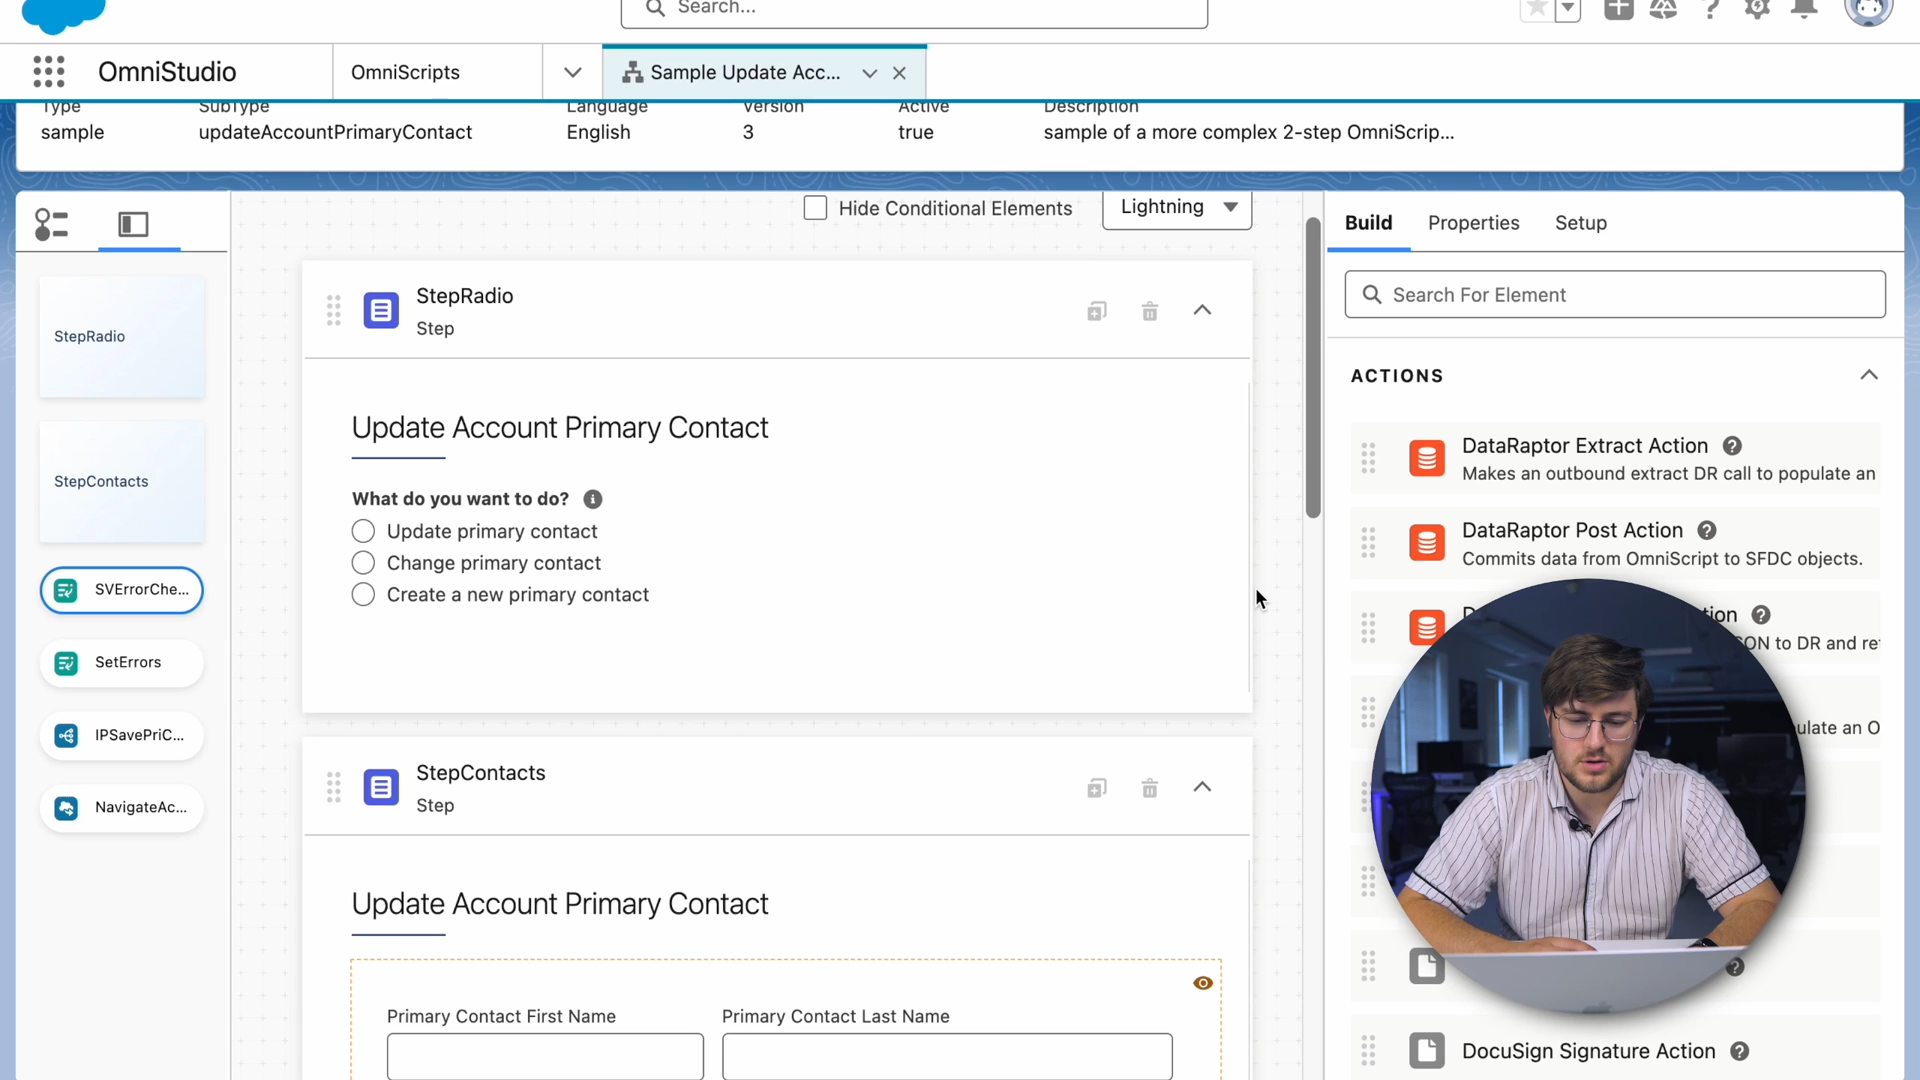 Search...
OmniStudio
OmniScripts
Sample Update Acc...
Type
SubType
Language
Version
Active
Description
sample
updateAccountPrimaryContact
English
3
true
sample of a more complex 2-step OmniScrip...
Hide Conditional Elements
Lightning
Build
Properties
Setup
StepRadio
StepContacts
SVErrorChe...
SetErrors
IPSavePriC...
NavigateAc...
StepRadio
Step
Update Account Primary Contact
What do you want to do?
Update primary contact
Change primary contact
Create a new primary contact
StepContacts
Step
Update Account Primary Contact
Primary Contact First Name
Primary Contact Last Name
Search For Element
ACTIONS
DataRaptor Extract Action
Makes an outbound extract DR call to populate an
DataRaptor Post Action
Commits data from OmniScript to SFDC objects.
to DR and
an O
DocuSign Signature Action